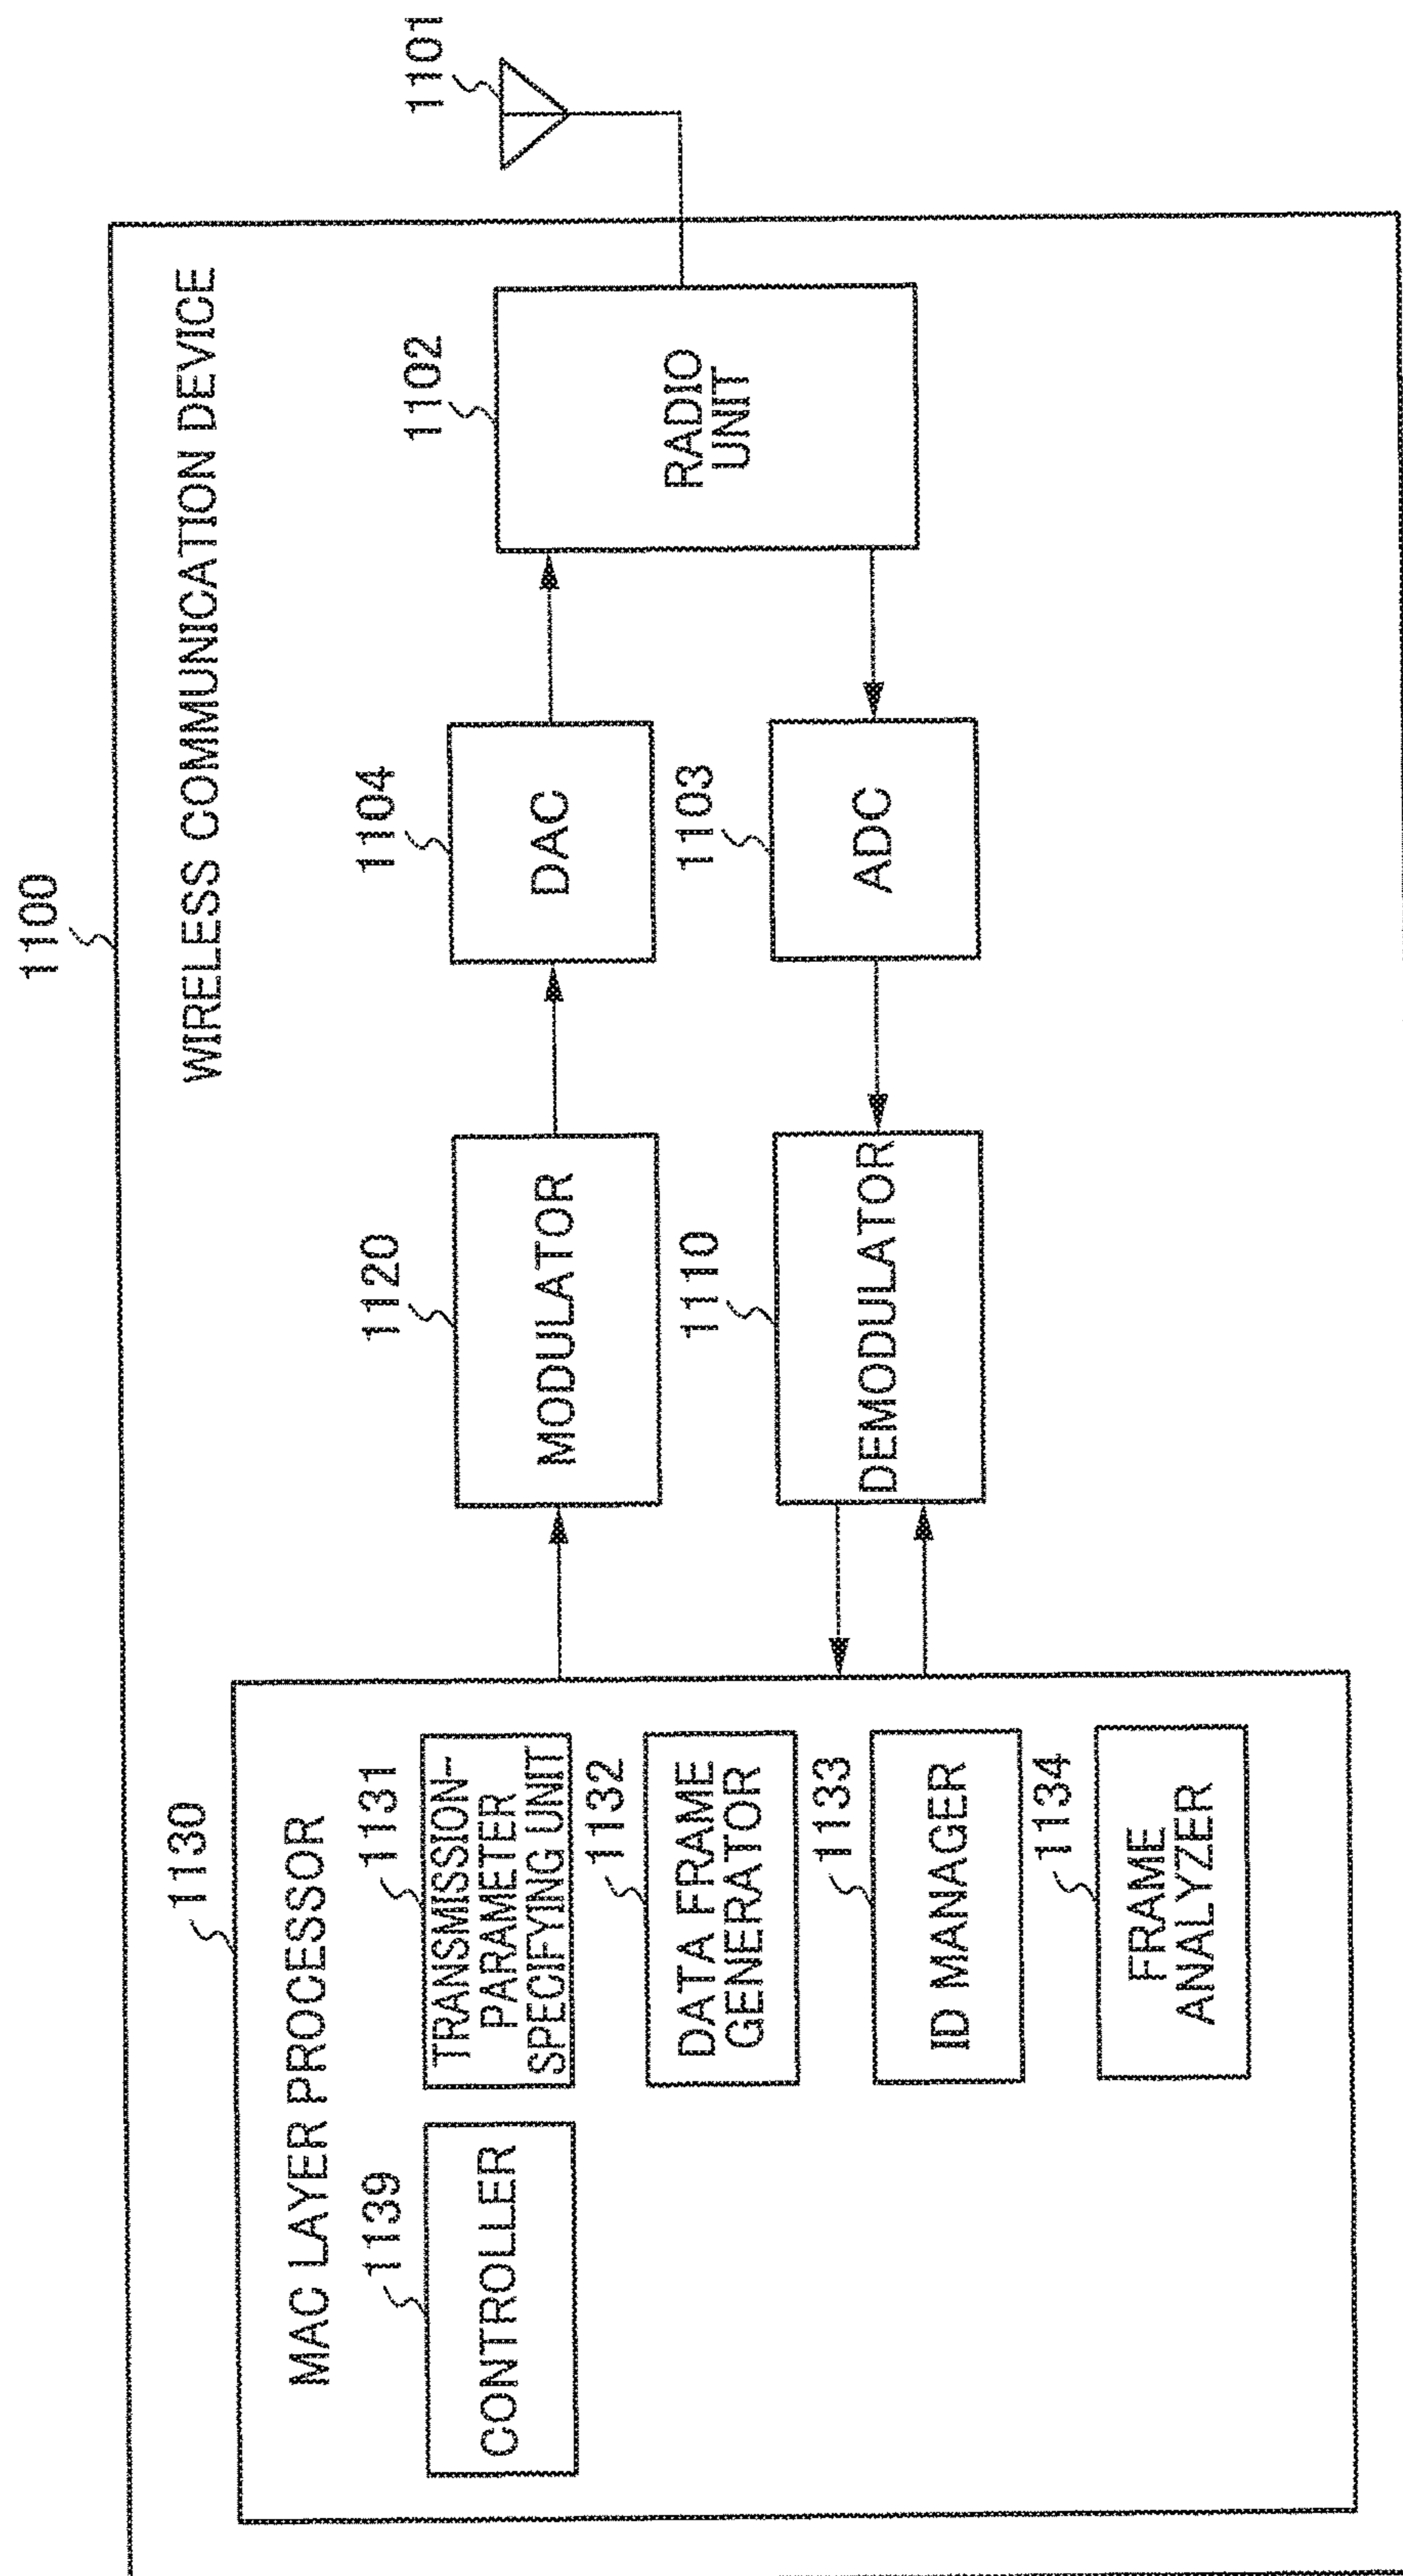 1100
WIRELESS COMMUNICATION DEVICE
1130
MAC LAYER PROCESSOR
1139
CONTROLLER
1131
TRANSMISSION-
PARAMETER
SPECIFYING UNIT
1132
DATA FRAME
GENERATOR
1133
ID MANAGER
1134
FRAME
ANALYZER
1120
MODULATOR
1110
DEMODULATOR
1104
DAC
1103
ADC
1102
RADIO
UNIT
1101